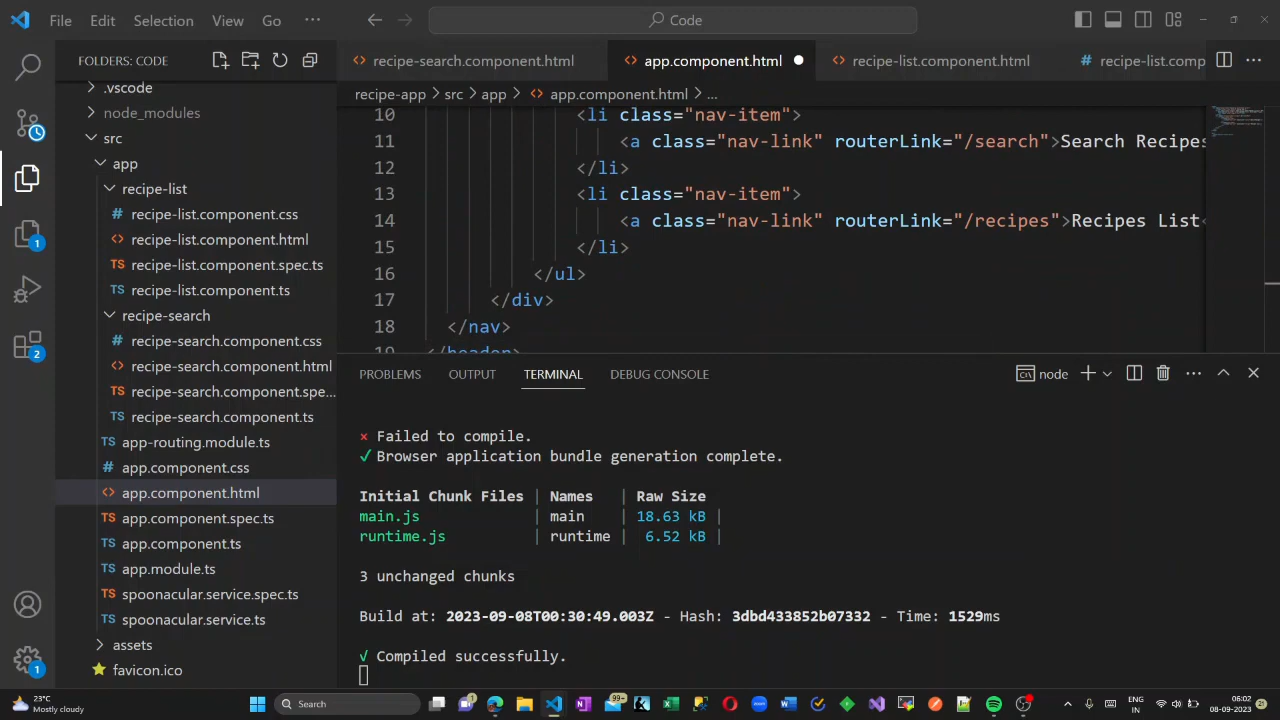 File Edit Selection View Go ··· Code
FOLDERS: CODE
recipe-search.component.html app.component.html recipe-list.component.html recipe-list.comp
recipe-app > src > app > app.component.html > ...
.vscode
node_modules
src
app
recipe-list
recipe-list.component.css
recipe-list.component.html
recipe-list.component.spec.ts
recipe-list.component.ts
recipe-search
recipe-search.component.css
recipe-search.component.html
recipe-search.component.spe...
recipe-search.component.ts
app-routing.module.ts
app.component.css
app.component.html
app.component.spec.ts
app.component.ts
app.module.ts
spoonacular.service.spec.ts
spoonacular.service.ts
assets
favicon.ico
10 <li class="nav-item">
11 <a class="nav-link" routerLink="/search">Search Recipes
12 </li>
13 <li class="nav-item">
14 <a class="nav-link" routerLink="/recipes">Recipes List<
15 </li>
16 </ul>
17 </div>
18 </nav>
19 </header>
PROBLEMS OUTPUT TERMINAL DEBUG CONSOLE node
× Failed to compile.
√ Browser application bundle generation complete.
Initial Chunk Files | Names | Raw Size
main.js | main | 18.63 kB |
runtime.js | runtime | 6.52 kB |
3 unchanged chunks
Build at: 2023-09-08T00:30:49.003Z - Hash: 3dbd433852b07332 - Time: 1529ms
√ Compiled successfully.
1
2
1
23°C
Mostly cloudy
Search
1
99+
ENG
IN
06:02
08-09-2023
21